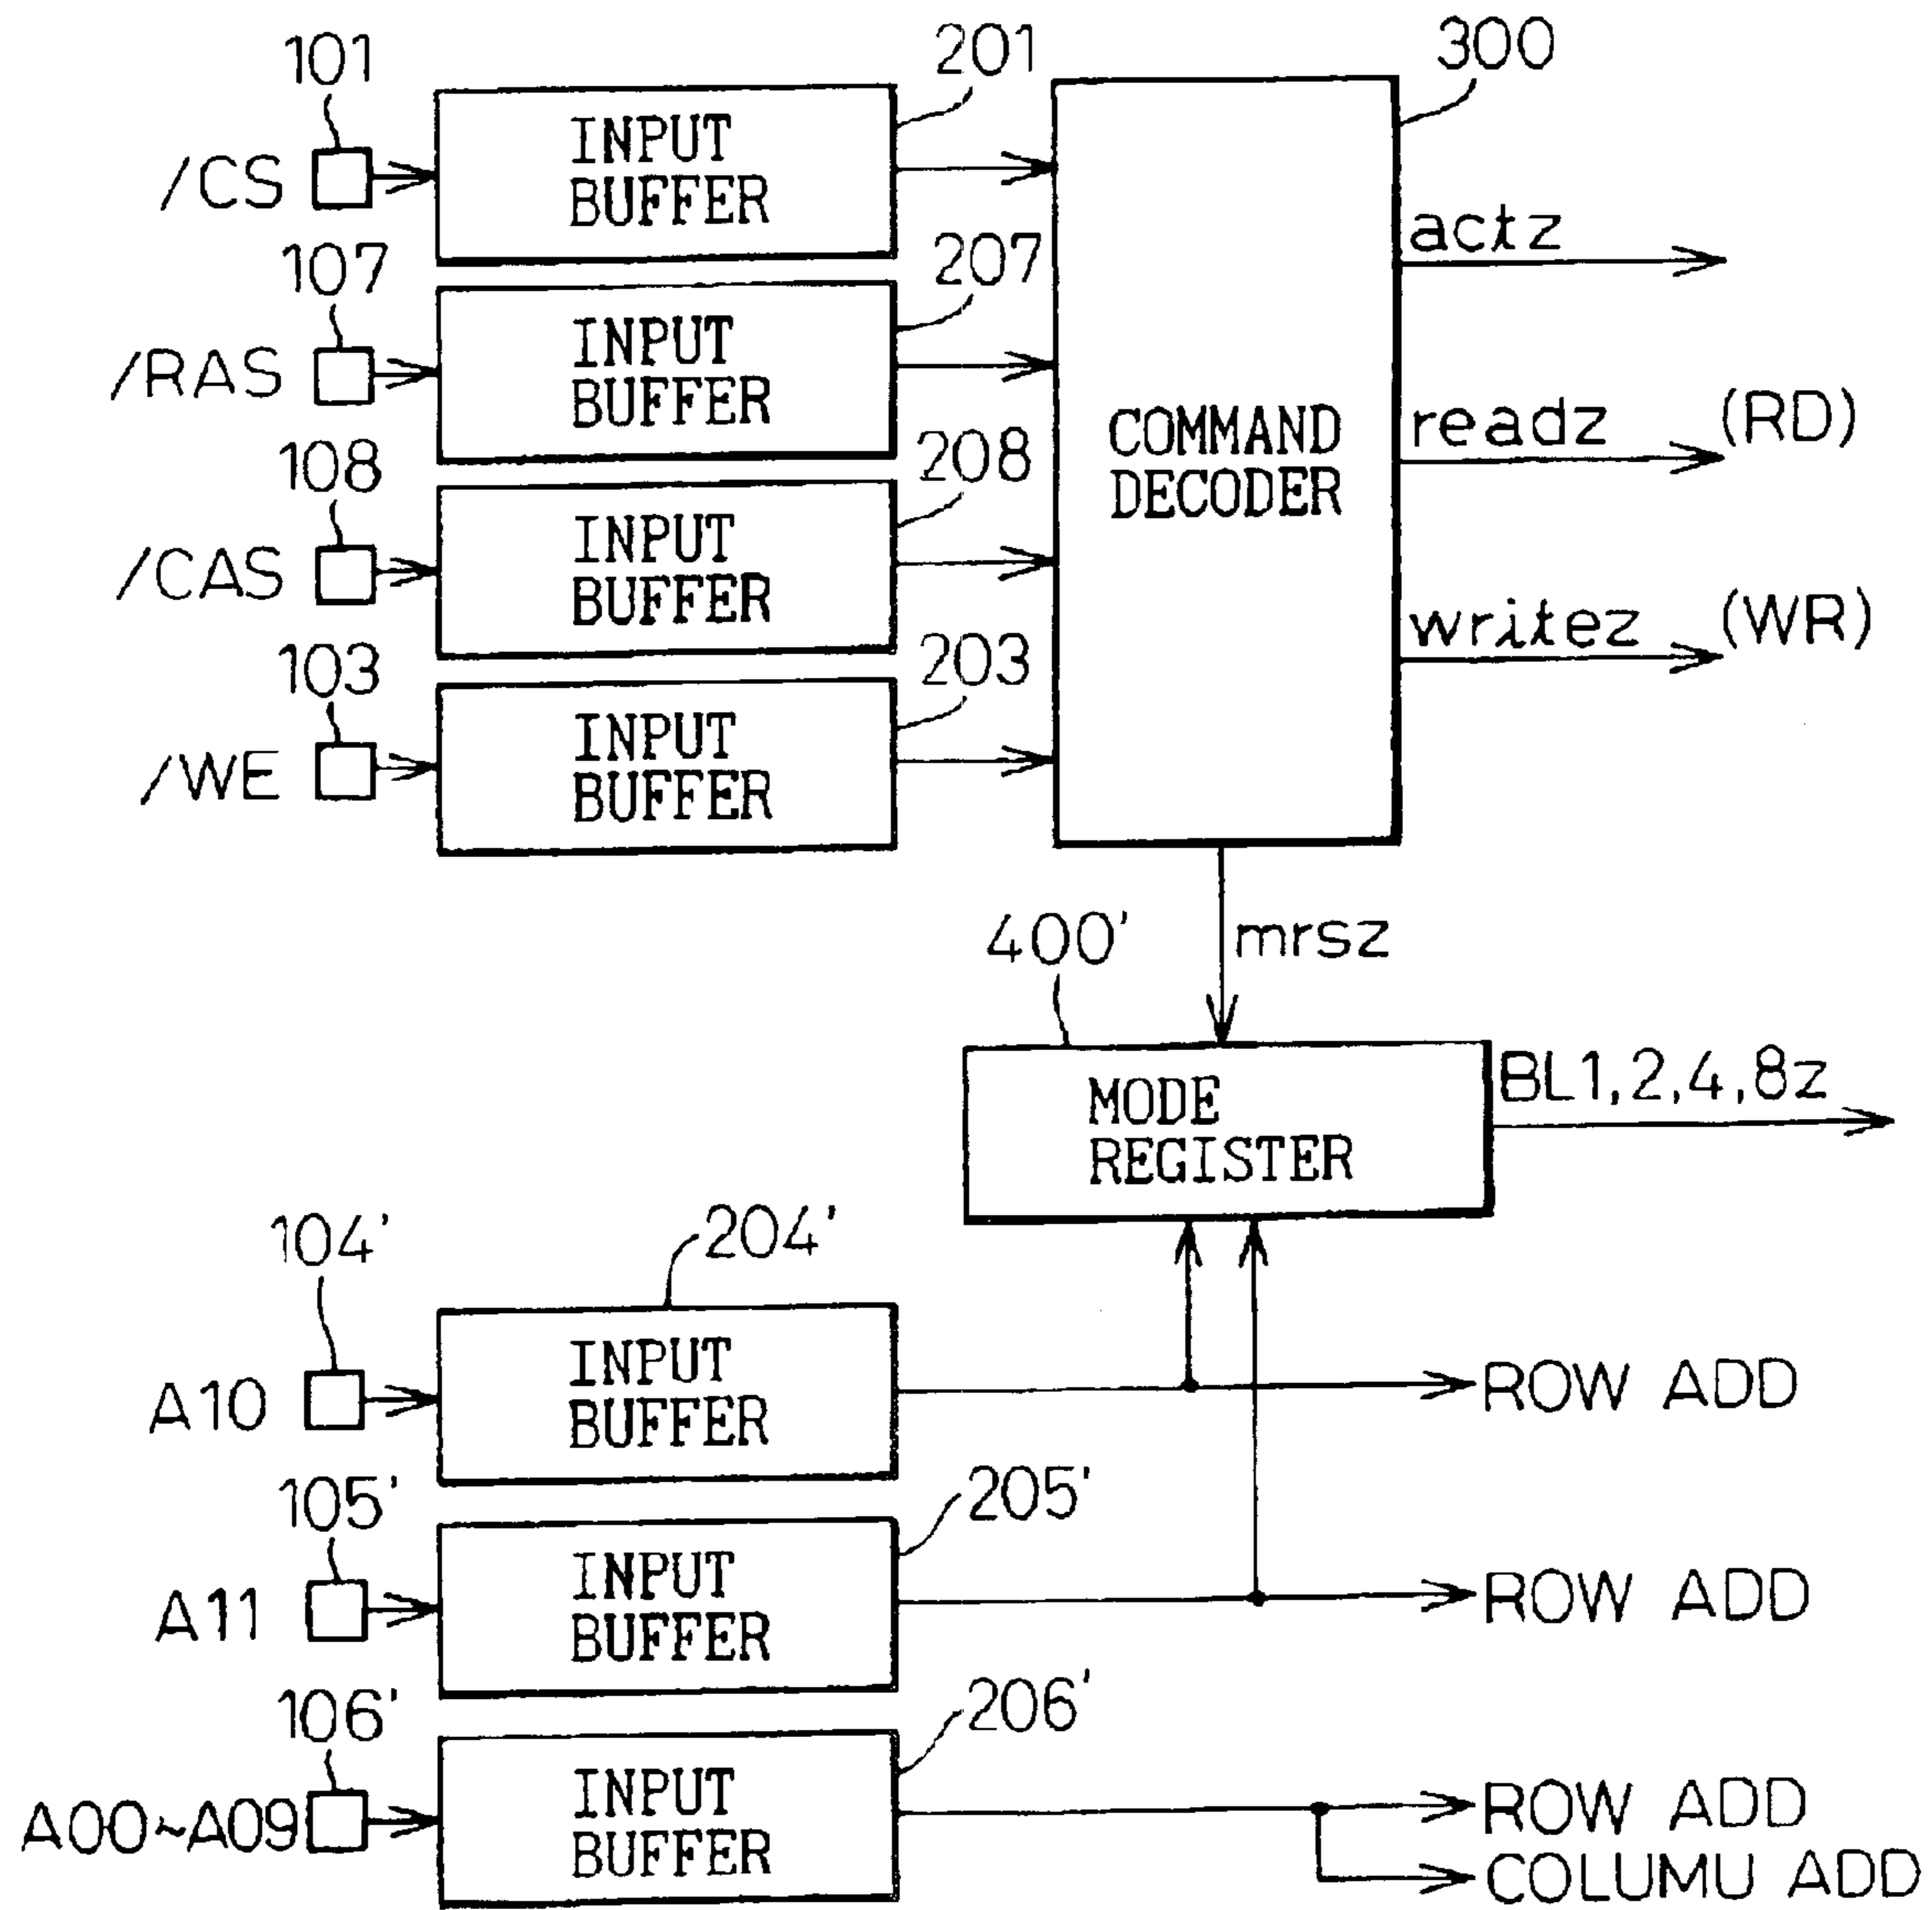 101
201
300
/CS
INPUT
BUFFER
actz
107
207
/RAS
INPUT
BUFFER
COMMAND
DECODER
readz (RD)
108
208
/CAS
INPUT
BUFFER
writez (WR)
103
203
/WE
INPUT
BUFFER
400'
mrsz
MODE
REGISTER
BL1,2,4,8z
104'
204'
A10
INPUT
BUFFER
ROW ADD
105'
205'
A11
INPUT
BUFFER
ROW ADD
106'
206'
A00~A09
INPUT
BUFFER
ROW ADD
COLUMU ADD